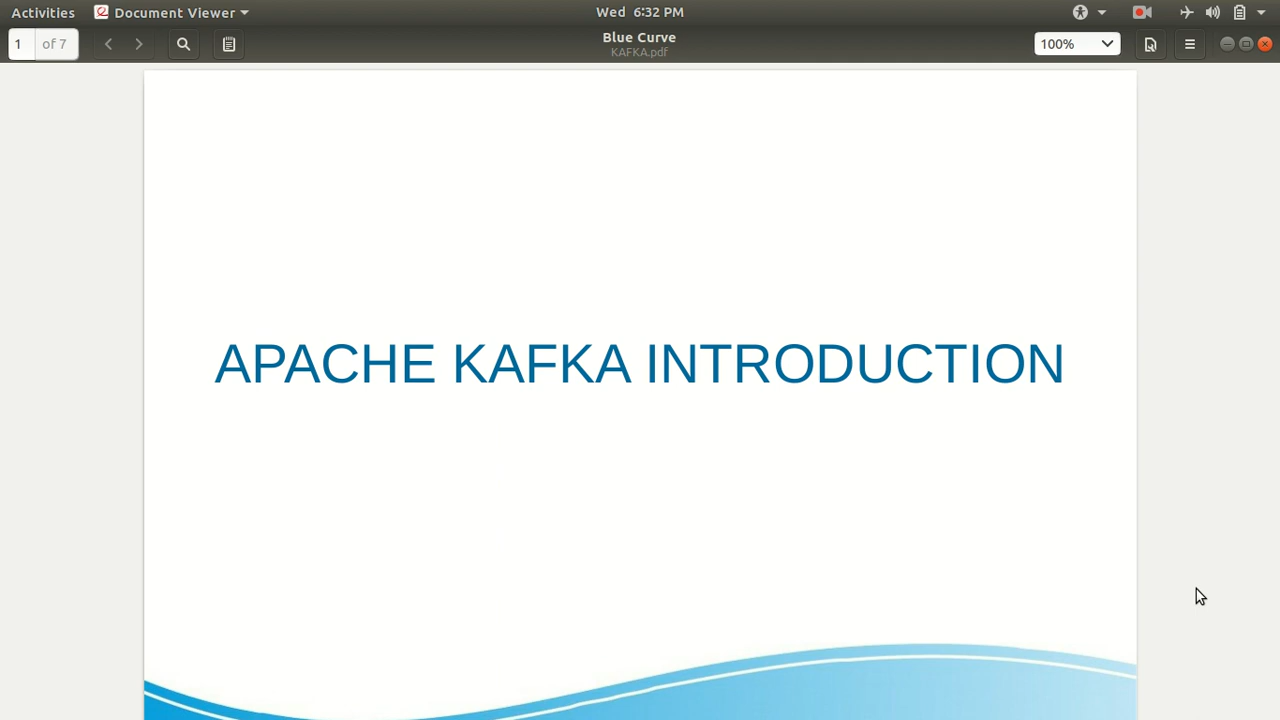 Activities
Document Viewer
Wed 6:32 PM
1 of 7
Blue Curve
KAFKA.pdf
100%
APACHE KAFKA INTRODUCTION